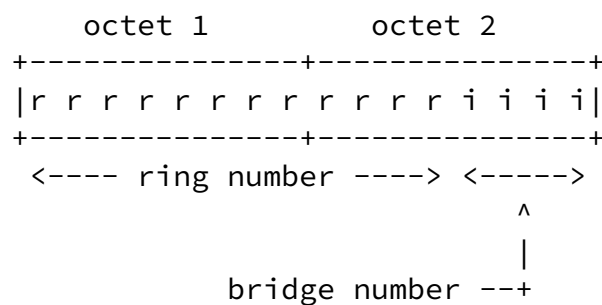 octet 1 octet 2
+---------------+---------------+
|r r r r r r r r r r r r i i i i|
+---------------+---------------+
<---- ring number ----> <----->
^
|
bridge number --+